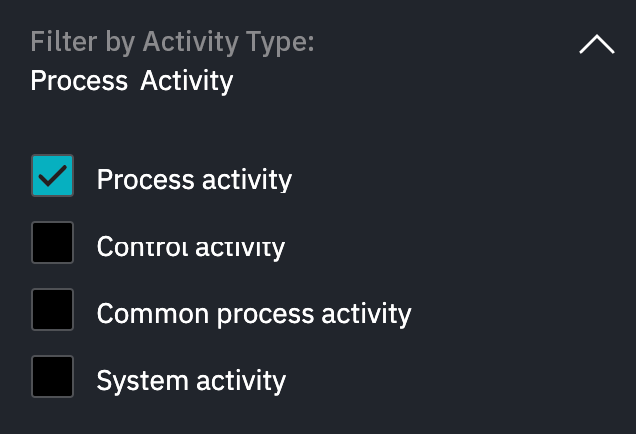 Filter by Activity Type:
Process Activity
Process activity
Control activity
Common process activity
System activity